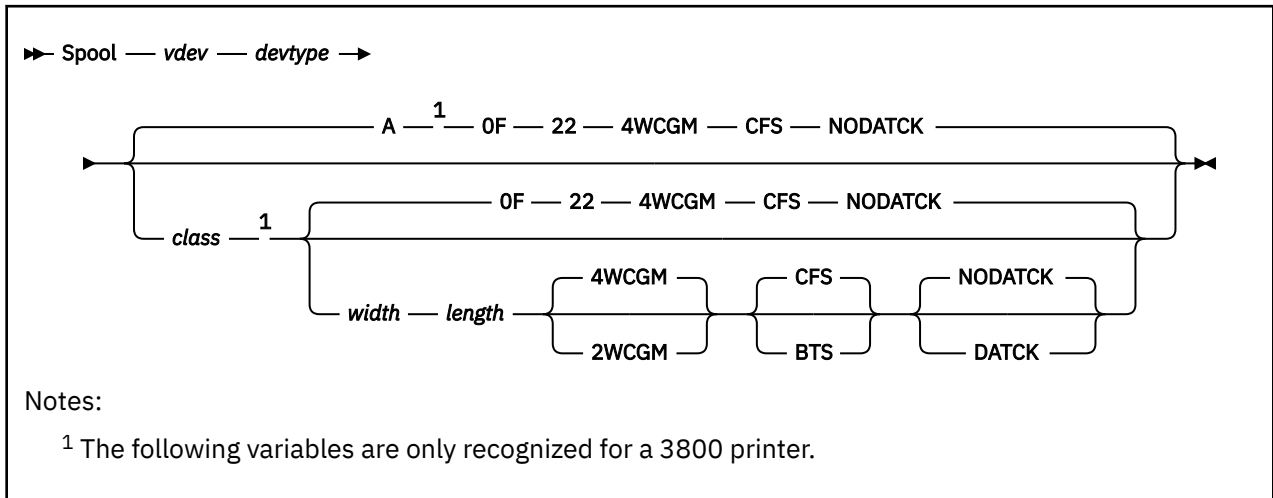 Spool vdev devtype
A 1 0F 22 4WCGM CFS NODATCK
0F 22 4WCGM CFS NODATCK
class 1
4WCGM CFS NODATCK
width length
2WCGM BTS DATCK
Notes:
1 The following variables are only recognized for a 3800 printer.